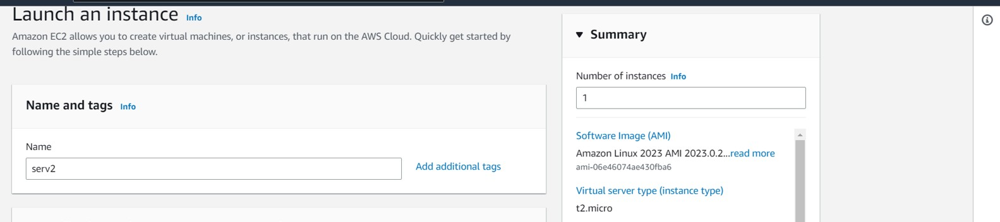 Launch an instance Info
Amazon EC2 allows you to create virtual machines, or instances, that run on the AWS Cloud. Quickly get started by
following the simple steps below.
Name and tags Info
Name
serv2
Add additional tags
Summary
Number of instances Info
1
Software Image (AMI)
Amazon Linux 2023 AMI 2023.0.2...read more
ami-06e46074ae430fba6
Virtual server type (instance type)
t2.micro